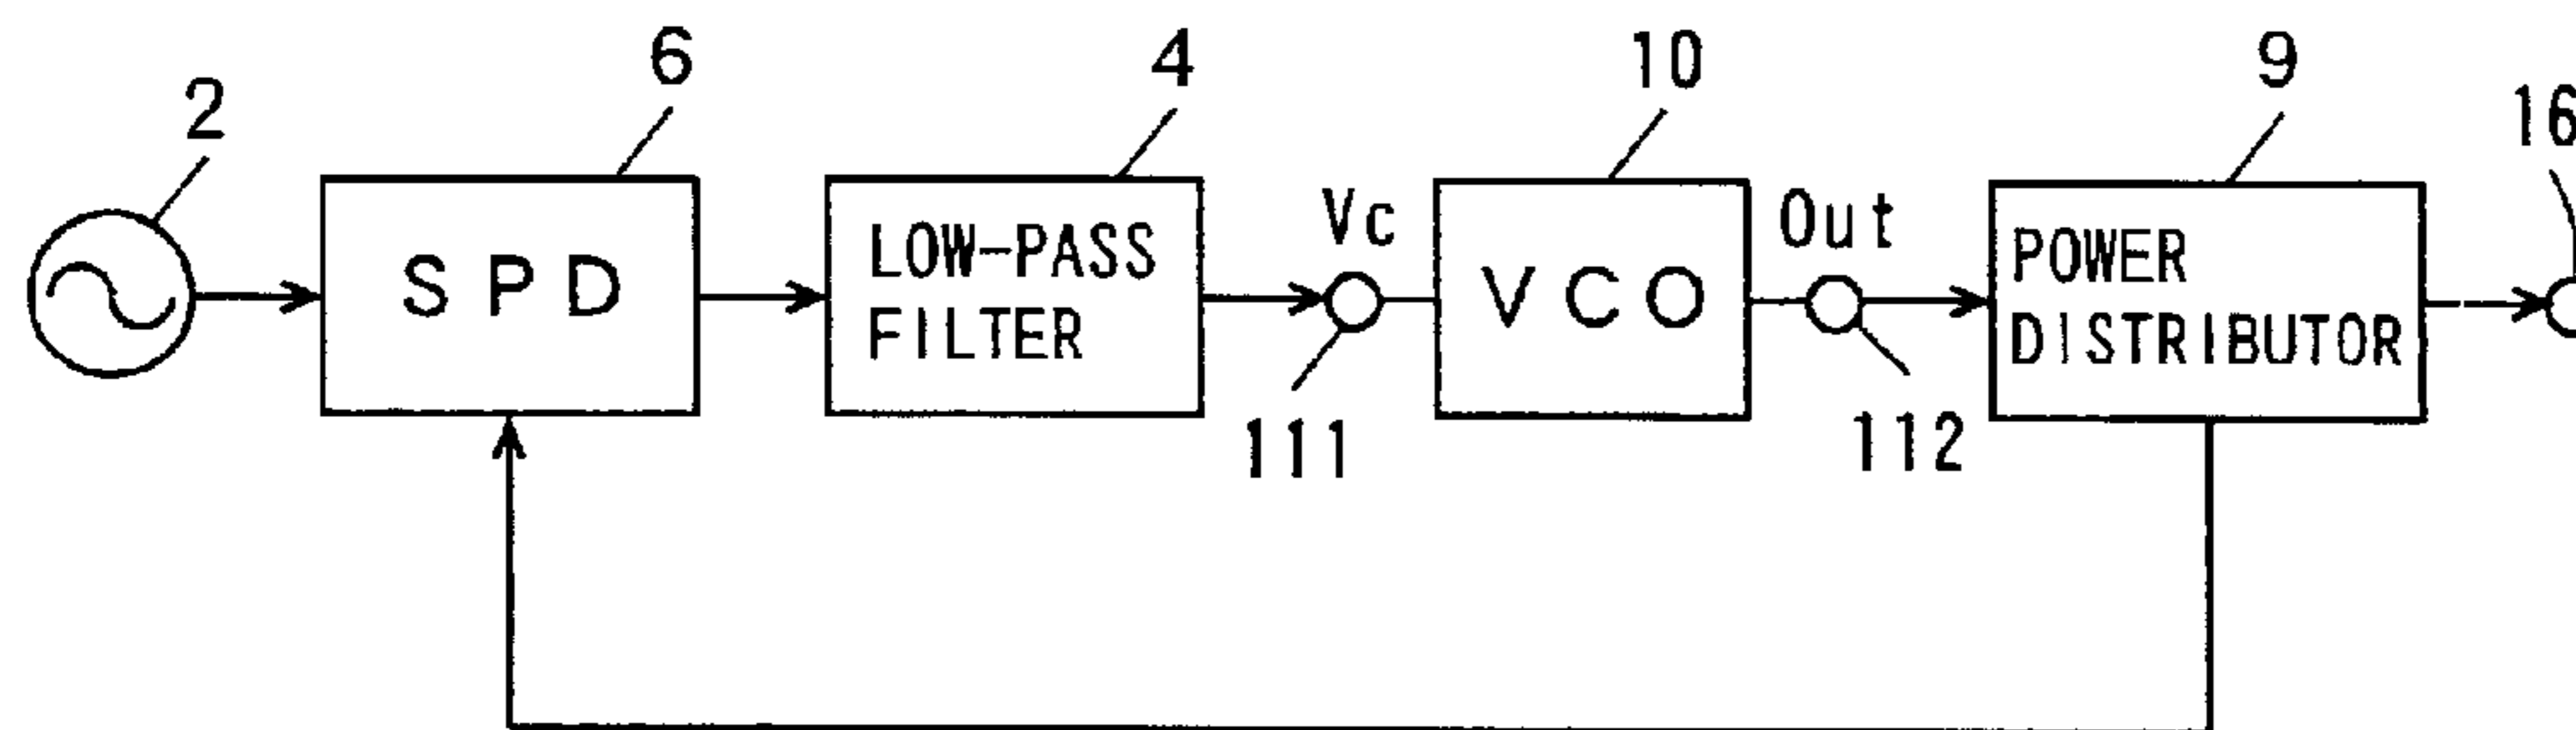 2
6
4
10
9
16
SPD
LOW-PASS
FILTER
Vc
VCO
Out
POWER
DISTRIBUTOR
111
112